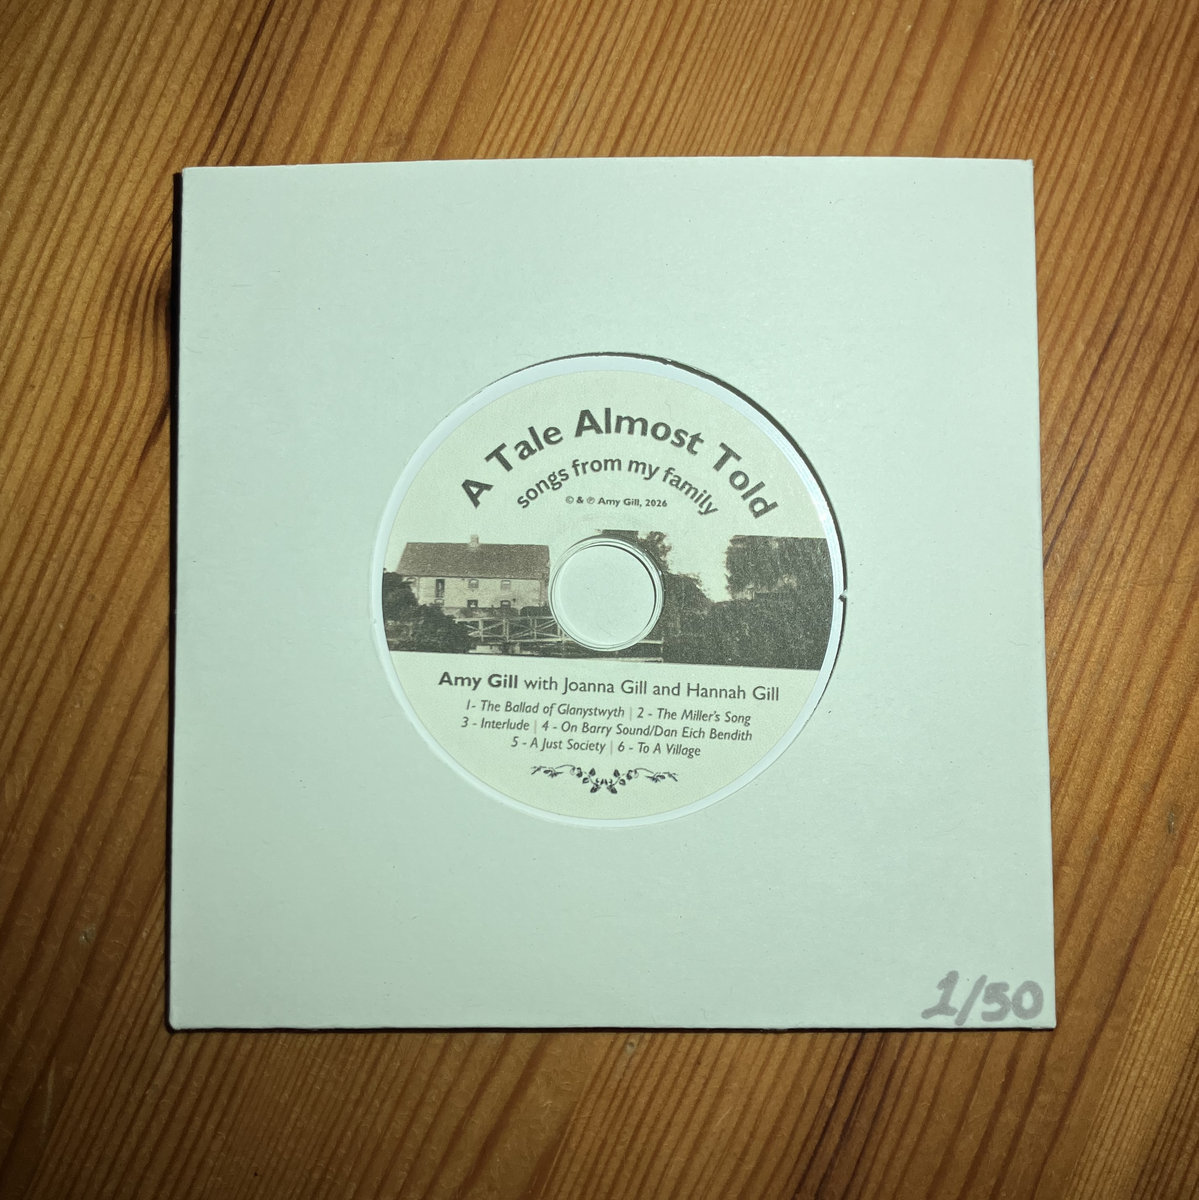 A Tale Almost Told
songs from my family
© & ℗ Amy Gill, 2026
Amy Gill with Joanna Gill and Hannah Gill
1- The Ballad of Glanystwyth | 2 - The Miller's Song
3 - Interlude | 4 - On Barry Sound/Dan Eich Bendith
5 - A Just Society | 6 - To A Village
1/50